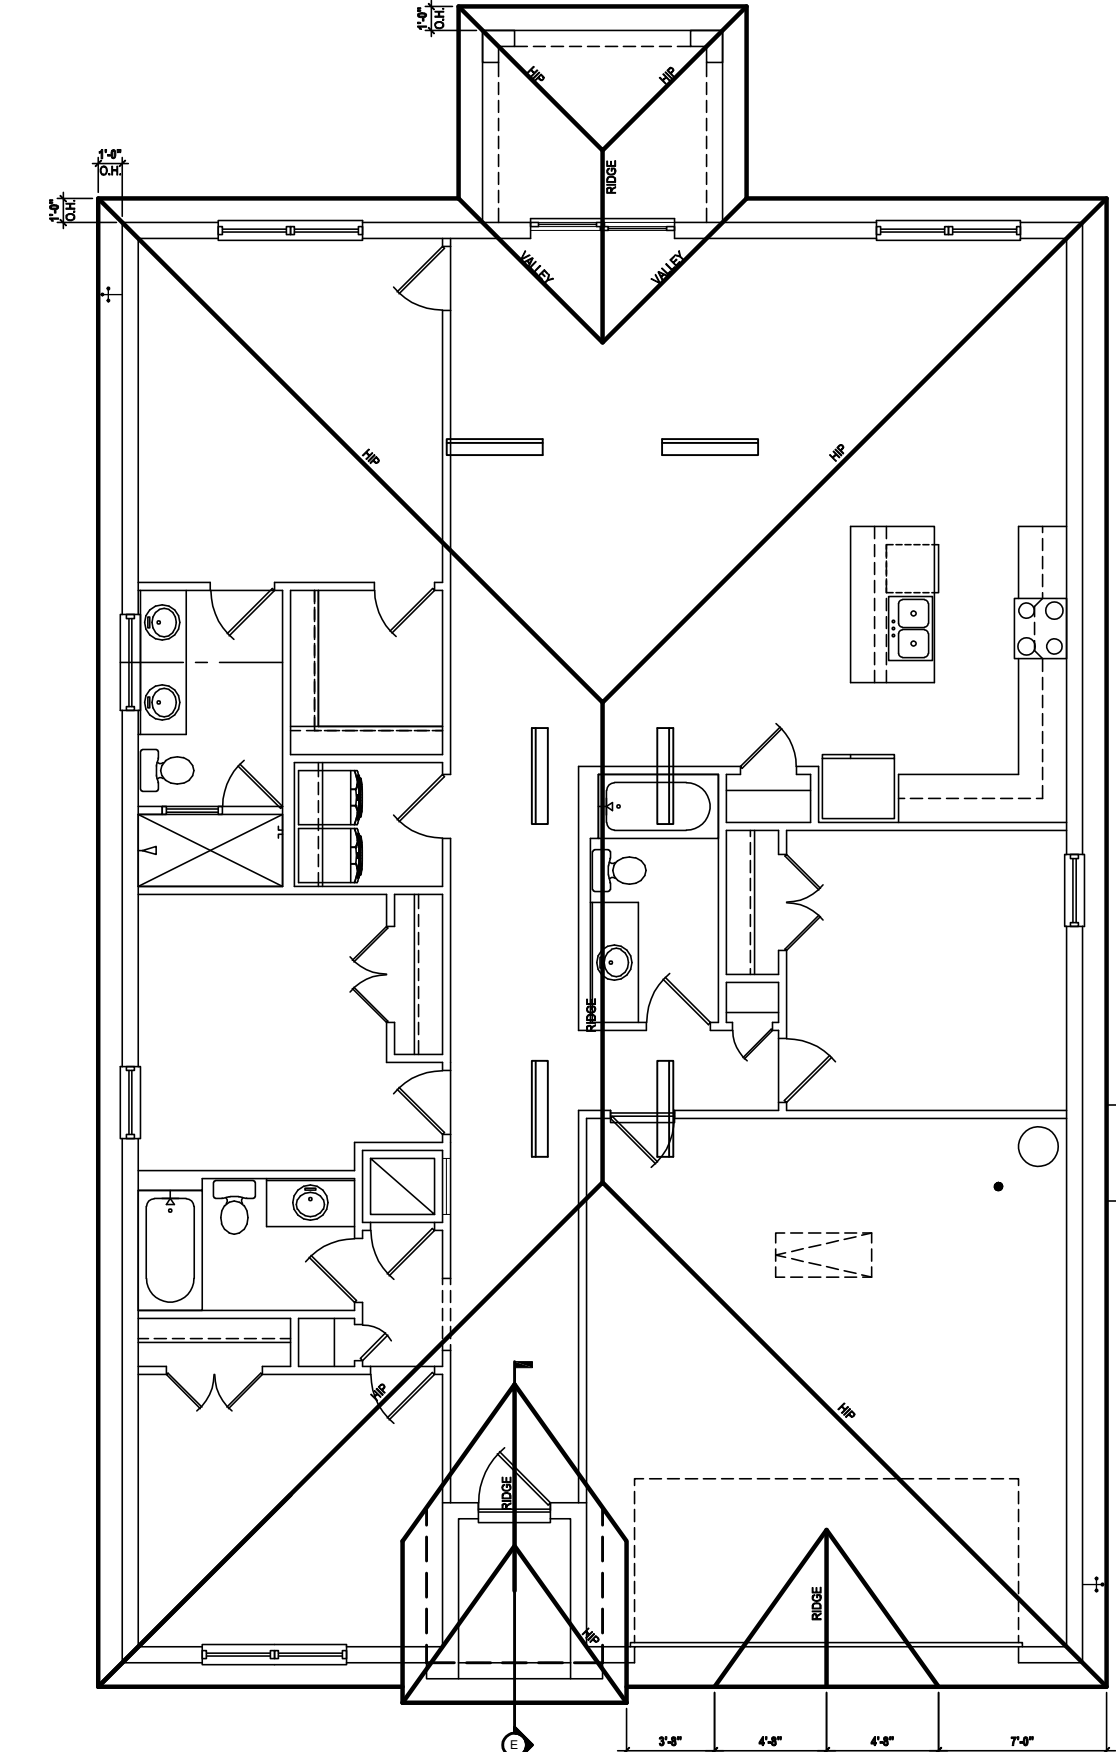 1'-0"
O.H.
HIP
HIP
1'-0"
O.H.
RIDGE
1'-0"
O.H.
VALLEY
VALLEY
HIP
HIP
RIDGE
HIP
HIP
RIDGE
RIDGE
HIP
3'-8"
4'-8"
4'-8"
7'-0"
E